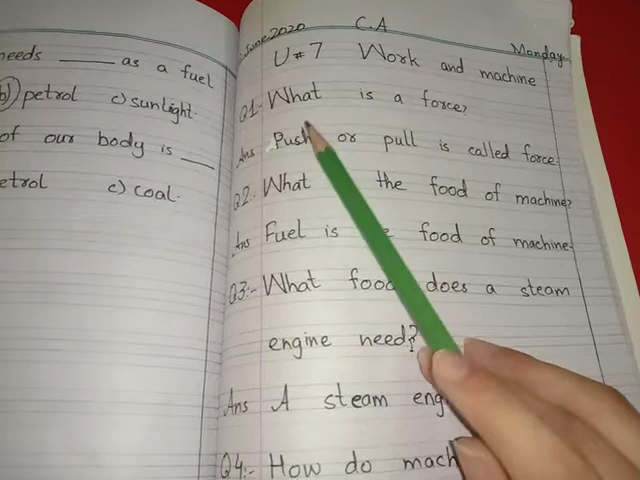 needs ____ as a fuel
b) petrol c) sunlight.
of our body is ___
etrol c) coal.
June 2020 C.A Monday
U # 7 Work and machine
Q1- What is a force?
Ans Push or pull is called force.
Q2. What the food of machine?
Ans Fuel is food of machine.
Q3:- What food does a steam
engine need?
Ans A steam eng
Q4:- How do mach